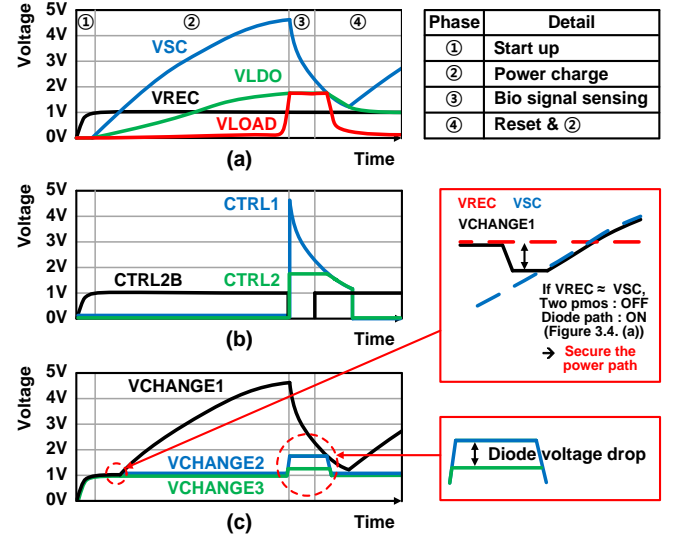 Voltage
5V
4V
3V
2V
1V
0V
① ② ③ ④
VSC
VLDO
VREC
VLOAD
(a)
Time
Phase Detail
① Start up
② Power charge
③ Bio signal sensing
④ Reset & ②
Voltage
5V
4V
3V
2V
1V
0V
CTRL1
CTRL2B
CTRL2
(b)
Time
VREC VSC
VCHANGE1
If VREC ≈ VSC,
Two pmos : OFF
Diode path : ON
(Figure 3.4. (a))
→ Secure the
power path
Voltage
5V
4V
3V
2V
1V
0V
VCHANGE1
VCHANGE2
VCHANGE3
(c)
Time
Diode voltage drop